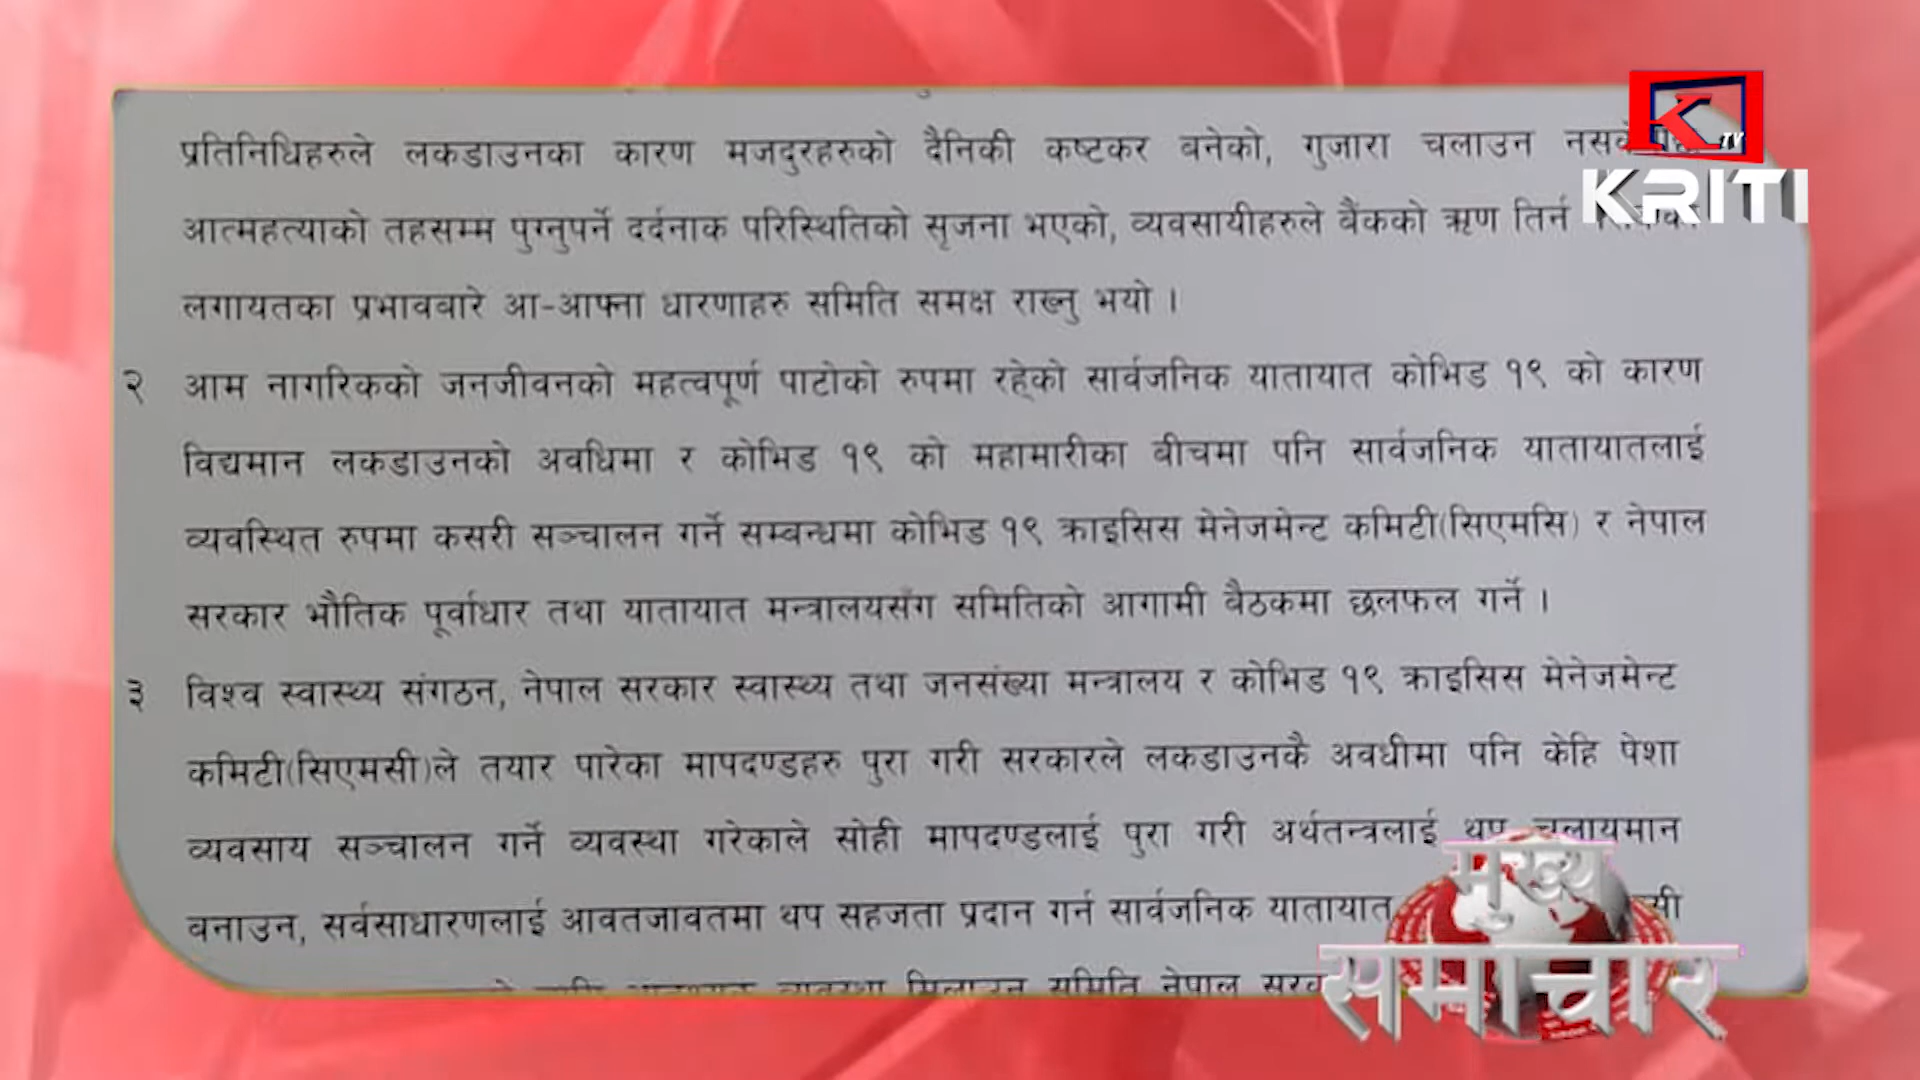 प्रतिनिधिहरुले लकडाउनका कारण मजदुरहरुको दैनिकी कष्टकर बनेको, गुजारा चलाउन
TV
KRITI
आत्महत्याको तहसम्म पुग्नुपर्ने दर्दनाक परिस्थितिको सृजना भएको, व्यवसायीहरुले बैंकको ऋण तिर्न
लगायतका प्रभावबारे आ-आफ्ना धारणाहरु समिति समक्ष राख्नु भयो ।
२ आम नागरिकको जनजीवनको महत्वपूर्ण पाटोको रुपमा रहेको सार्वजनिक यातायात कोभिड १९ को कारण
विद्यमान लकडाउनको अवधिमा र कोभिड १९ को महामारीका बीचमा पनि सार्वजनिक यातायातलाई
व्यवस्थित रुपमा कसरी सञ्चालन गर्ने सम्बन्धमा कोभिड १९ क्राइसिस मेनेजमेन्ट कमिटी(सिएमसि) र नेपाल
सरकार भौतिक पूर्वाधार तथा यातायात मन्त्रालयसँग समितिको आगामी बैठकमा छलफल गर्ने ।
३ विश्व स्वास्थ्य संगठन, नेपाल सरकार स्वास्थ्य तथा जनसंख्या मन्त्रालय र कोभिड १९ क्राइसिस मेनेजमेन्ट
कमिटी(सिएमसी)ले तयार पारेका मापदण्डहरु पुरा गरी सरकारले लकडाउनकै अवधीमा पनि केहि पेशा
व्यवसाय सञ्चालन गर्ने व्यवस्था गरेकाले सोही मापदण्डलाई पुरा गरी अर्थतन्त्रलाई थप चलायमान
बनाउन, सर्वसाधारणलाई आवतजावतमा थप सहजता प्रदान गर्न सार्वजनिक यातायात
व्यवस्था मिलाउन समिति नेपाल
मुख्य
समाचार